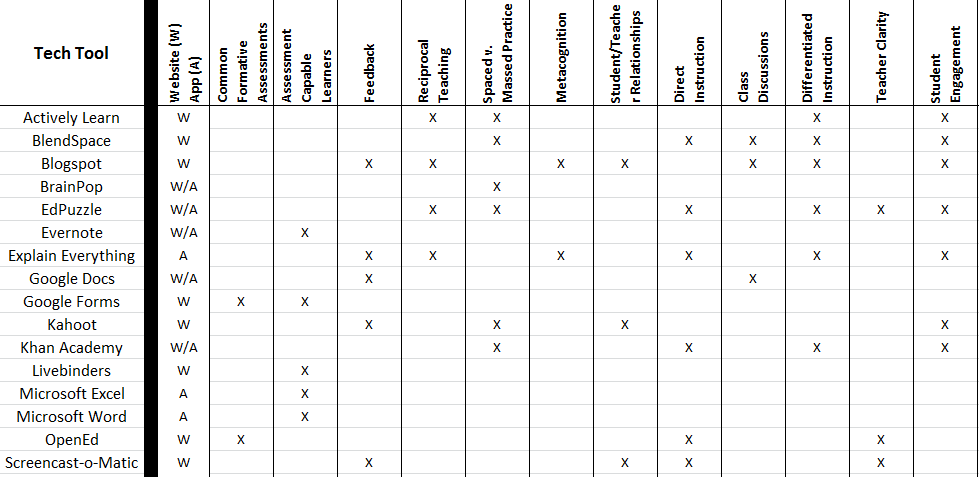 Tech Tool
Website (W)
App (A)
Common
Formative
Assessments
Assessment
Capable
Learners
Feedback
Reciprocal
Teaching
Spaced v.
Massed Practice
Metacognition
Student/Teache
r Relationships
Direct
Instruction
Class
Discussions
Differentiated
Instruction
Teacher Clarity
Student
Engagement
Actively Learn W X X X X
BlendSpace W X X X X X
Blogspot W X X X X X X X
BrainPop W/A X
EdPuzzle W/A X X X X X X
Evernote W/A X
Explain Everything A X X X X X X
Google Docs W/A X X
Google Forms W X X
Kahoot W X X X X
Khan Academy W/A X X X X
Livebinders W X
Microsoft Excel A X
Microsoft Word A X
OpenEd W X X X
Screencast-o-Matic W X X X X